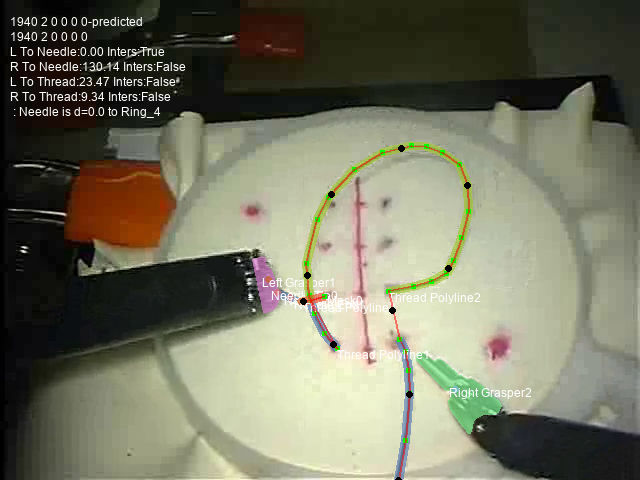 1940 2 0 0 0 0-predicted
1940 2 0 0 0 0
L To Needle:0.00 Inters:True
R To Needle:130.14 Inters:False
L To Thread:23.47 Inters:False
R To Thread:9.34 Inters:False
: Needle is d=0.0 to Ring_4
Left Grasper1
Thread Polyline2
Thread Polyline1
Right Grasper2